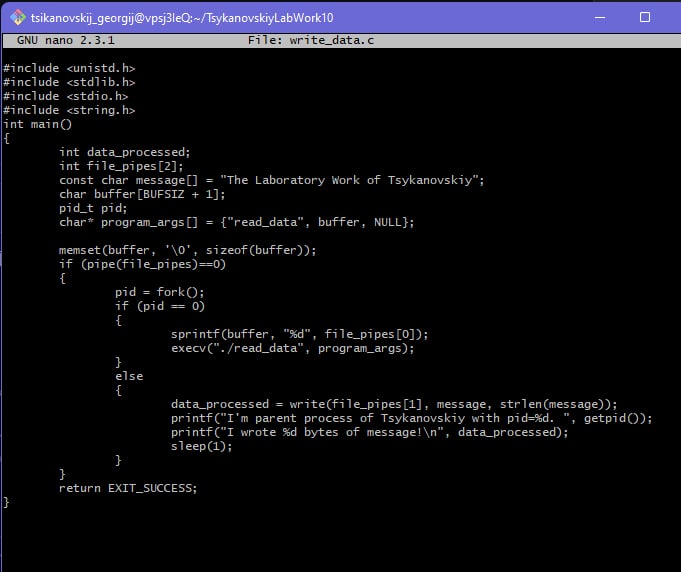 tsikanovskij_georgij@vpsj3IeQ:~/TsykanovskiyLabWork10
GNU nano 2.3.1 File: write_data.c
#include <unistd.h>
#include <stdlib.h>
#include <stdio.h>
#include <string.h>
int main()
{
        int data_processed;
        int file_pipes[2];
        const char message[] = "The Laboratory Work of Tsykanovskiy";
        char buffer[BUFSIZ + 1];
        pid_t pid;
        char* program_args[] = {"read_data", buffer, NULL};

        memset(buffer, '\0', sizeof(buffer));
        if (pipe(file_pipes)==0)
        {
                pid = fork();
                if (pid == 0)
                {
                        sprintf(buffer, "%d", file_pipes[0]);
                        execv("./read_data", program_args);
                }
                else
                {
                        data_processed = write(file_pipes[1], message, strlen(message));
                        printf("I'm parent process of Tsykanovskiy with pid=%d. ", getpid());
                        printf("I wrote %d bytes of message!\n", data_processed);
                        sleep(1);
                }
        }
        return EXIT_SUCCESS;
}